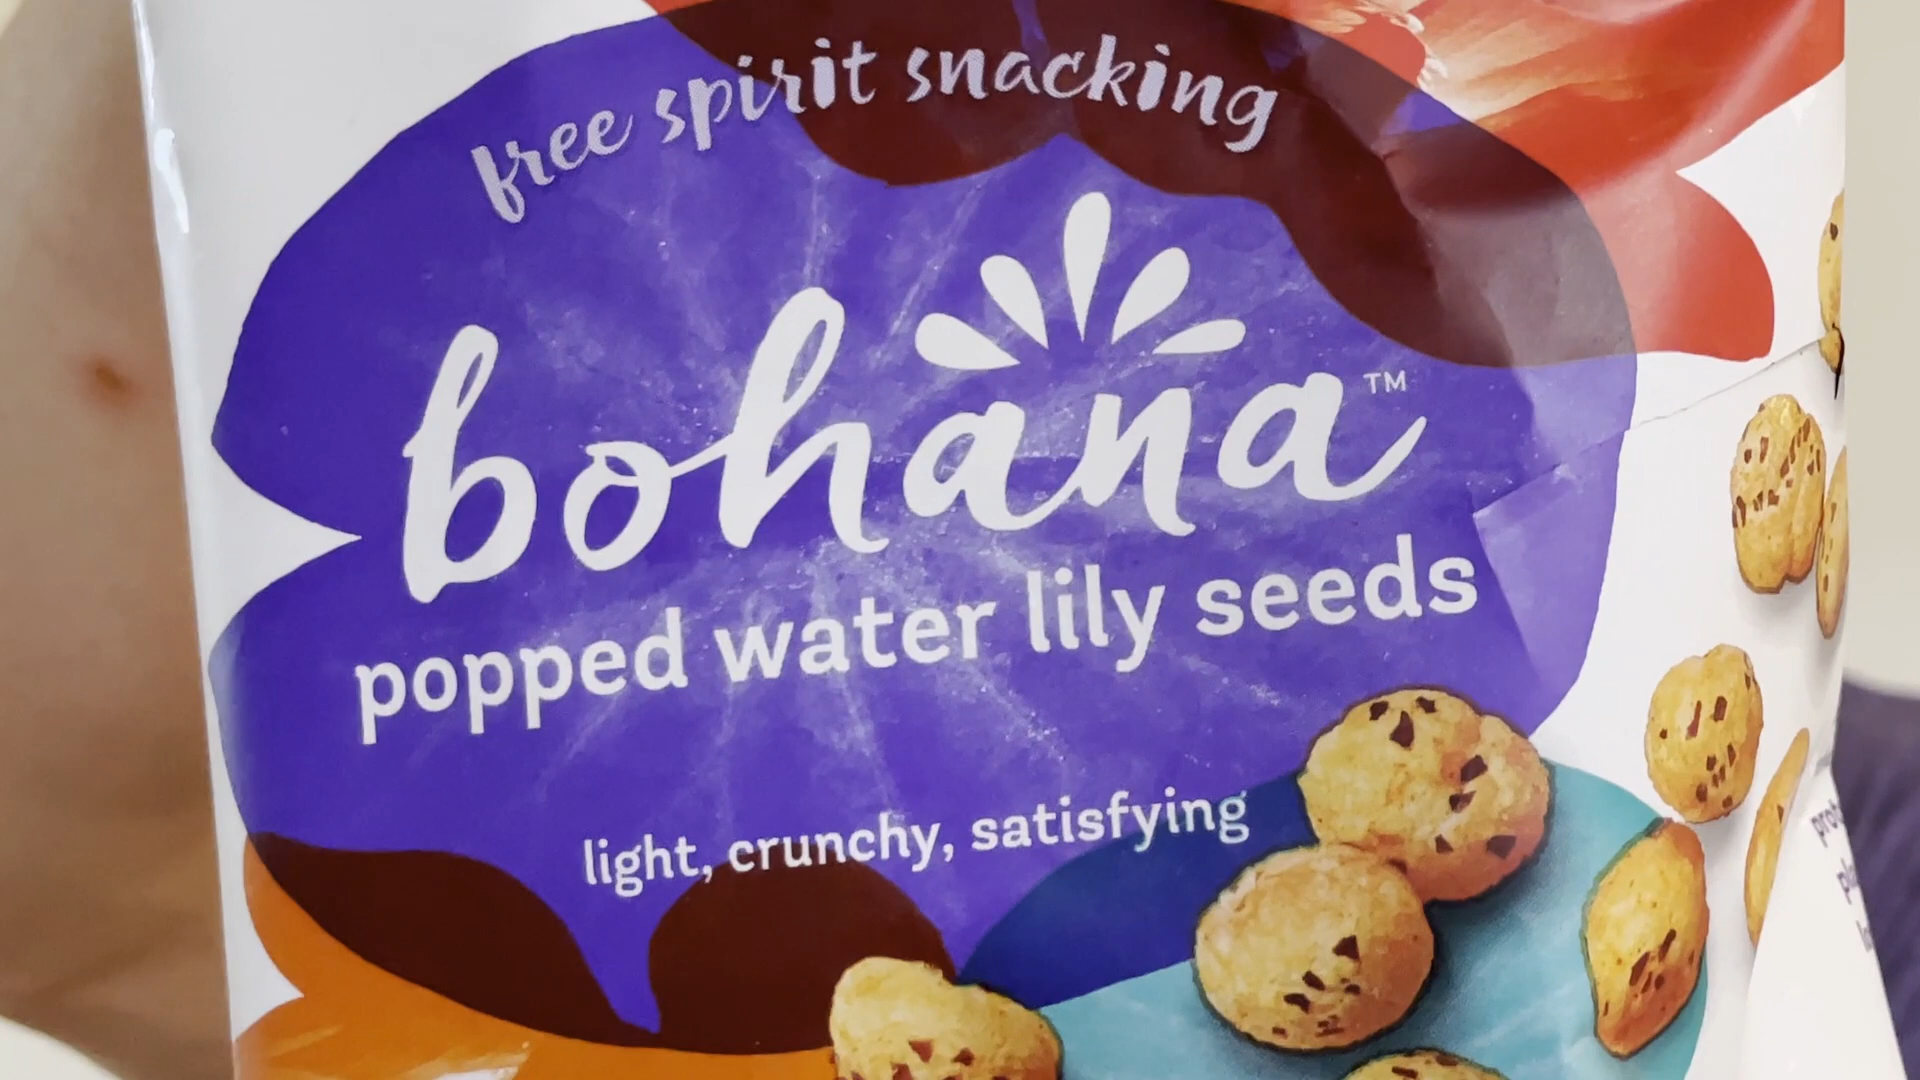 free spirit snacking
bohana™
popped water lily seeds
light, crunchy, satisfying